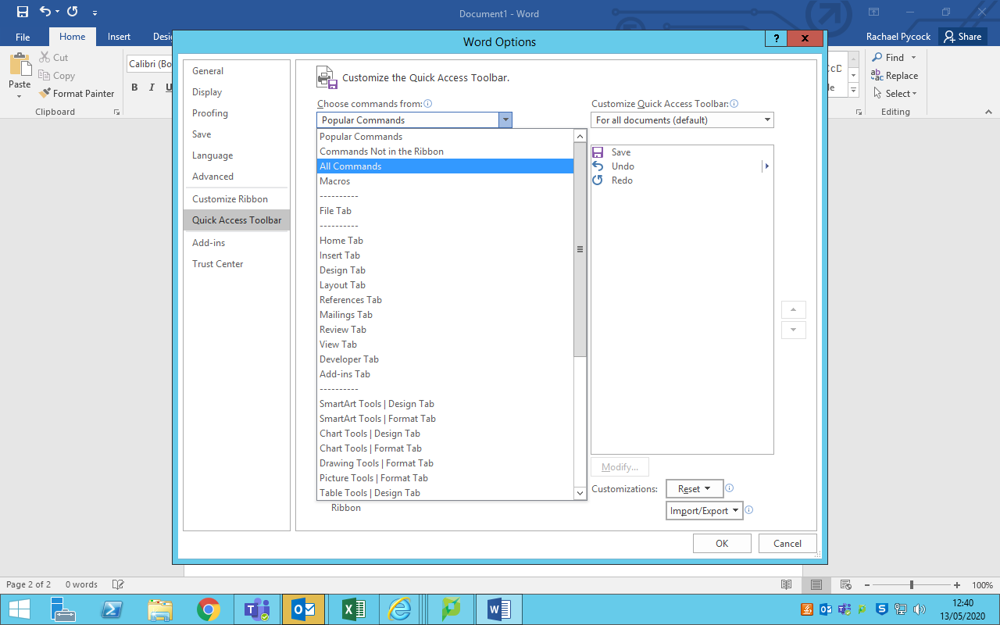 Document1 - Word
File
Home
Insert
Desi
Rachael Pycock
Share
Paste
Cut
Copy
Format Painter
Clipboard
Calibri (Bo
B I U
CcD
Find
Replace
Select
Editing
Word Options
?
X
General
Display
Proofing
Save
Language
Advanced
Customize Ribbon
Quick Access Toolbar
Add-ins
Trust Center
Customize the Quick Access Toolbar.
Choose commands from:
Popular Commands
Popular Commands
Commands Not in the Ribbon
All Commands
Macros
----------
File Tab
----------
Home Tab
Insert Tab
Design Tab
Layout Tab
References Tab
Mailings Tab
Review Tab
View Tab
Developer Tab
Add-ins Tab
----------
SmartArt Tools | Design Tab
SmartArt Tools | Format Tab
Chart Tools | Design Tab
Chart Tools | Format Tab
Drawing Tools | Format Tab
Picture Tools | Format Tab
Table Tools | Design Tab
Ribbon
Customize Quick Access Toolbar:
For all documents (default)
Save
Undo
Redo
Modify...
Customizations:
Reset
Import/Export
OK
Cancel
Page 2 of 2
0 words
100%
12:40
13/05/2020